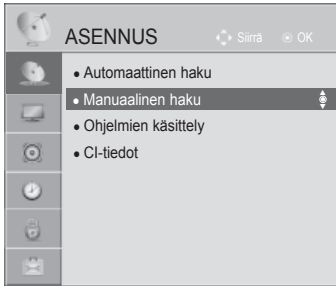 ASENNUS Siirrä OK
• Automaattinen haku
• Manuaalinen haku
• Ohjelmien käsittely
• CI-tiedot